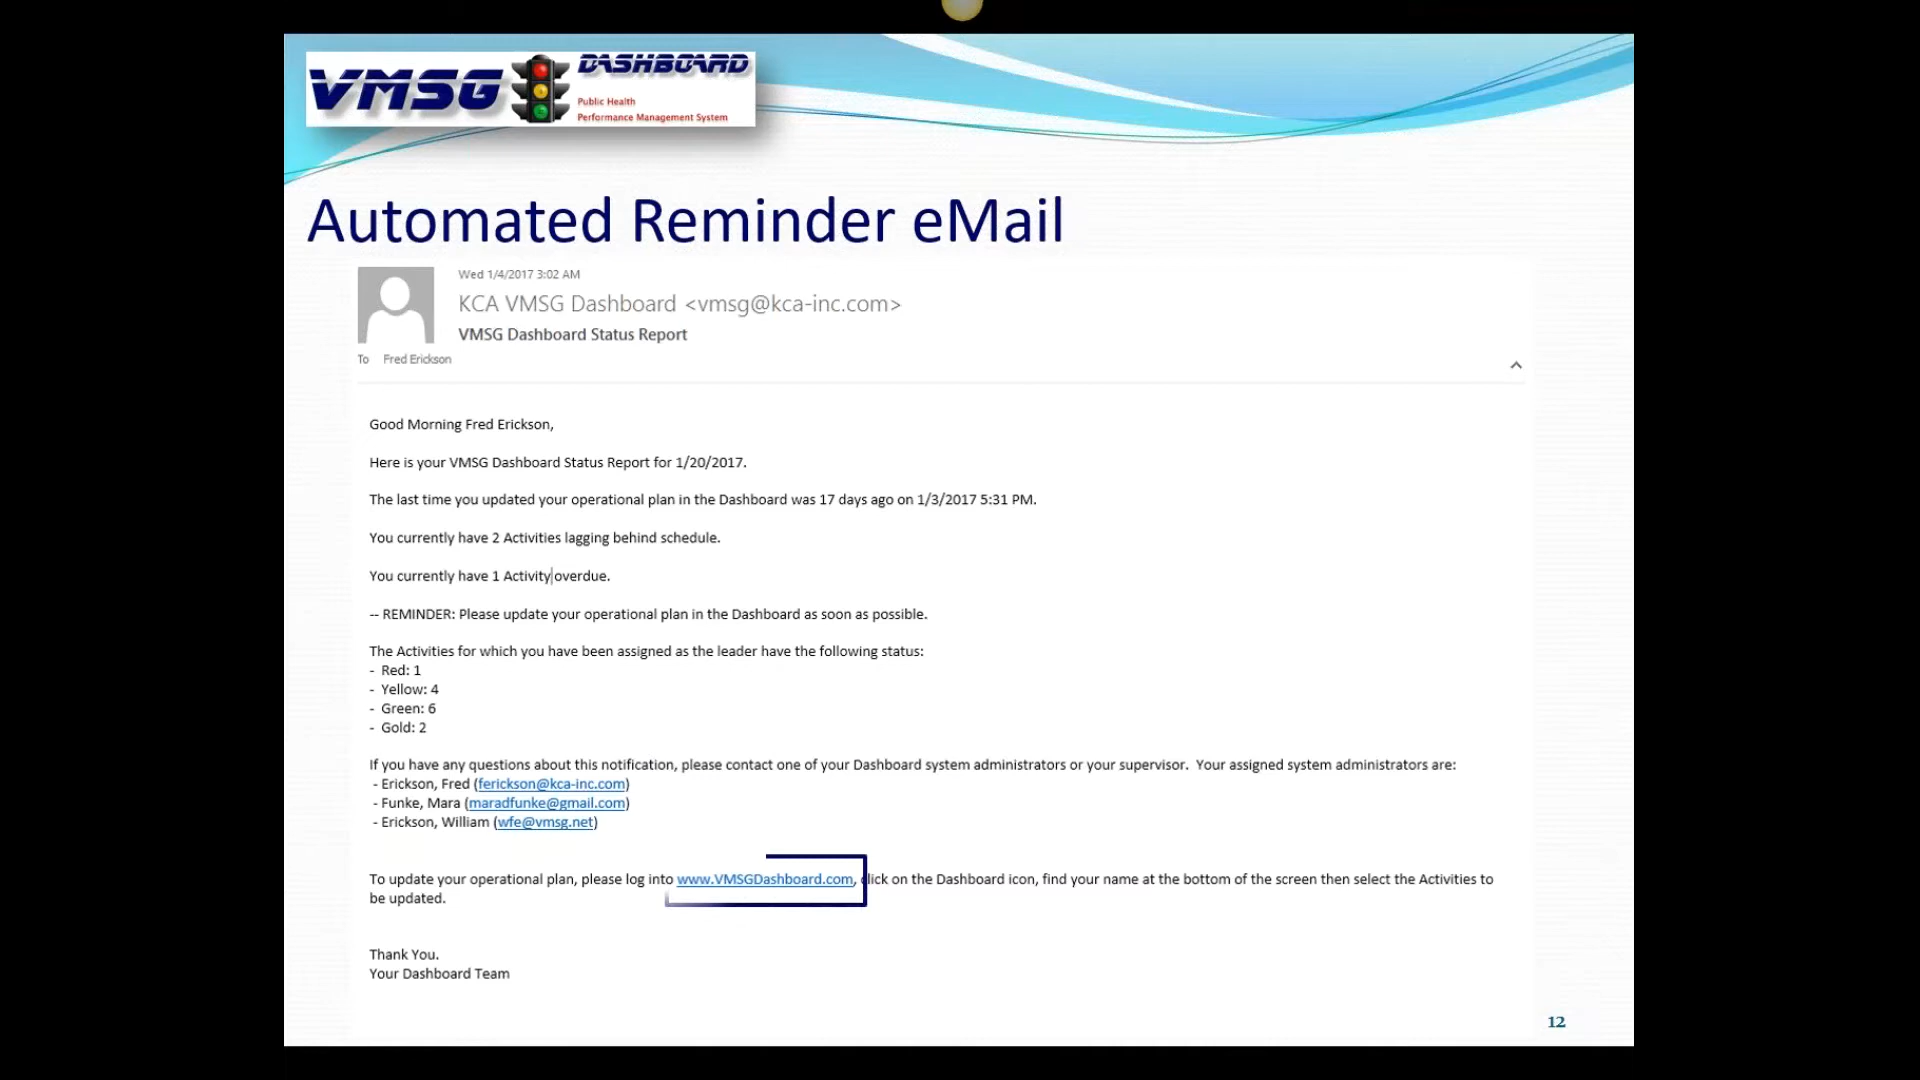 VMSG DASHBOARD
Public Health
Performance Management System
Automated Reminder eMail
Wed 1/4/2017 3:02 AM
KCA VMSG Dashboard <vmsg@kca-inc.com>
VMSG Dashboard Status Report
To Fred Erickson
Good Morning Fred Erickson,
Here is your VMSG Dashboard Status Report for 1/20/2017.
The last time you updated your operational plan in the Dashboard was 17 days ago on 1/3/2017 5:31 PM.
You currently have 2 Activities lagging behind schedule.
You currently have 1 Activity overdue.
-- REMINDER: Please update your operational plan in the Dashboard as soon as possible.
The Activities for which you have been assigned as the leader have the following status:
- Red: 1
- Yellow: 4
- Green: 6
- Gold: 2
If you have any questions about this notification, please contact one of your Dashboard system administrators or your supervisor. Your assigned system administrators are:
- Erickson, Fred (ferickson@kca-inc.com)
- Funke, Mara (maradfunke@gmail.com)
- Erickson, William (wfe@vmsg.net)
To update your operational plan, please log into www.VMSGDashboard.com, click on the Dashboard icon, find your name at the bottom of the screen then select the Activities to
be updated.
Thank You.
Your Dashboard Team
12